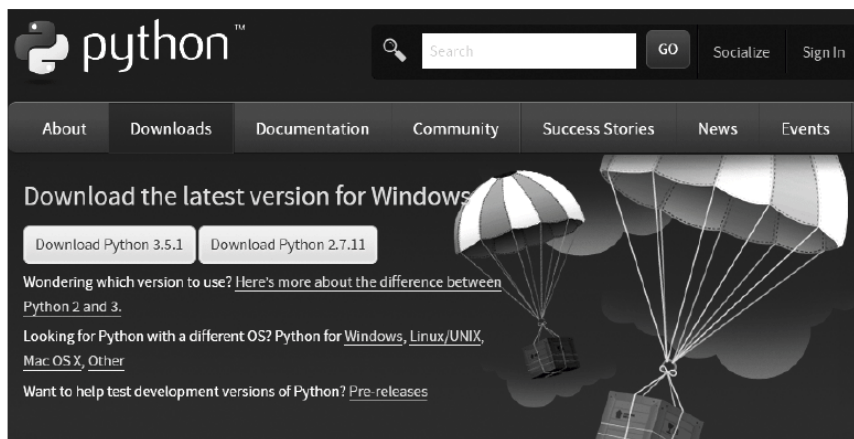 python™
Search
GO
Socialize
Sign In
About
Downloads
Documentation
Community
Success Stories
News
Events
Download the latest version for Windows
Download Python 3.5.1
Download Python 2.7.11
Wondering which version to use? Here's more about the difference between
Python 2 and 3.
Looking for Python with a different OS? Python for Windows, Linux/UNIX,
Mac OS X, Other
Want to help test development versions of Python? Pre-releases